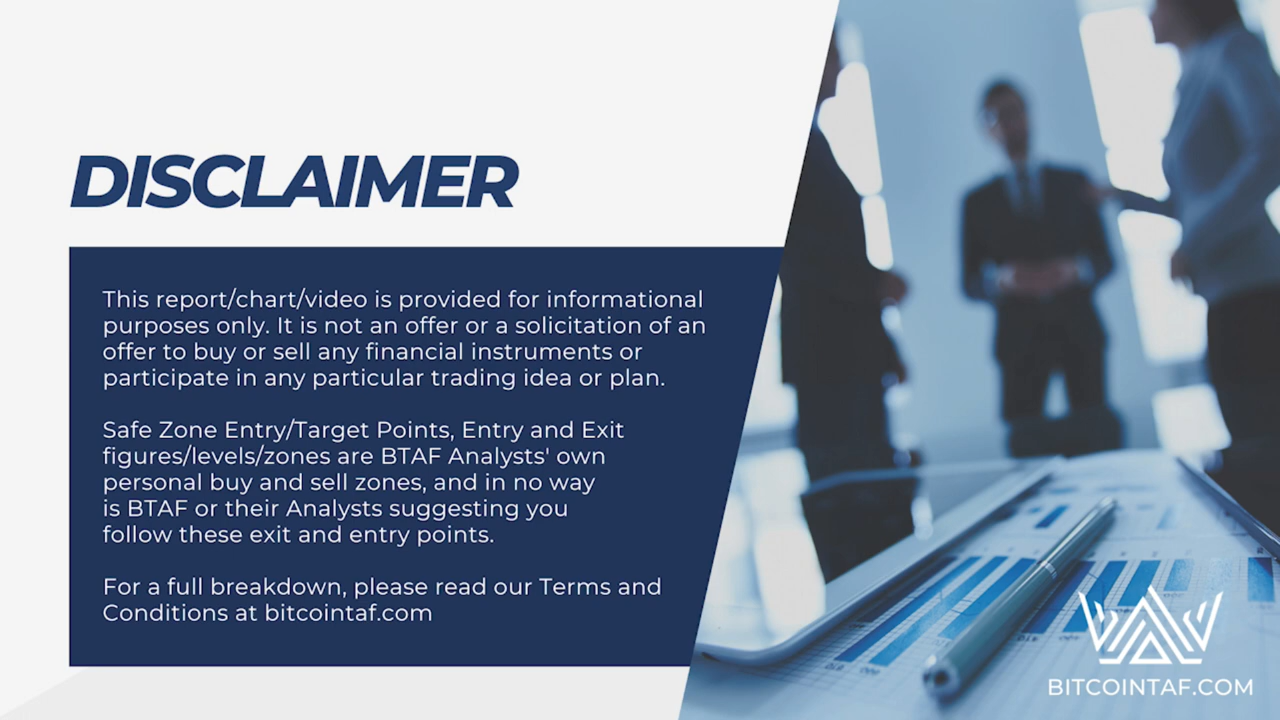 DISCLAIMER
This report/chart/video is provided for informational
purposes only. It is not an offer or a solicitation of an
offer to buy or sell any financial instruments or
participate in any particular trading idea or plan.
Safe Zone Entry/Target Points, Entry and Exit
figures/levels/zones are BTAF Analysts' own
personal buy and sell zones, and in no way
is BTAF or their Analysts suggesting you
follow these exit and entry points.
For a full breakdown, please read our Terms and
Conditions at bitcointaf.com
BITCOINTAF.COM